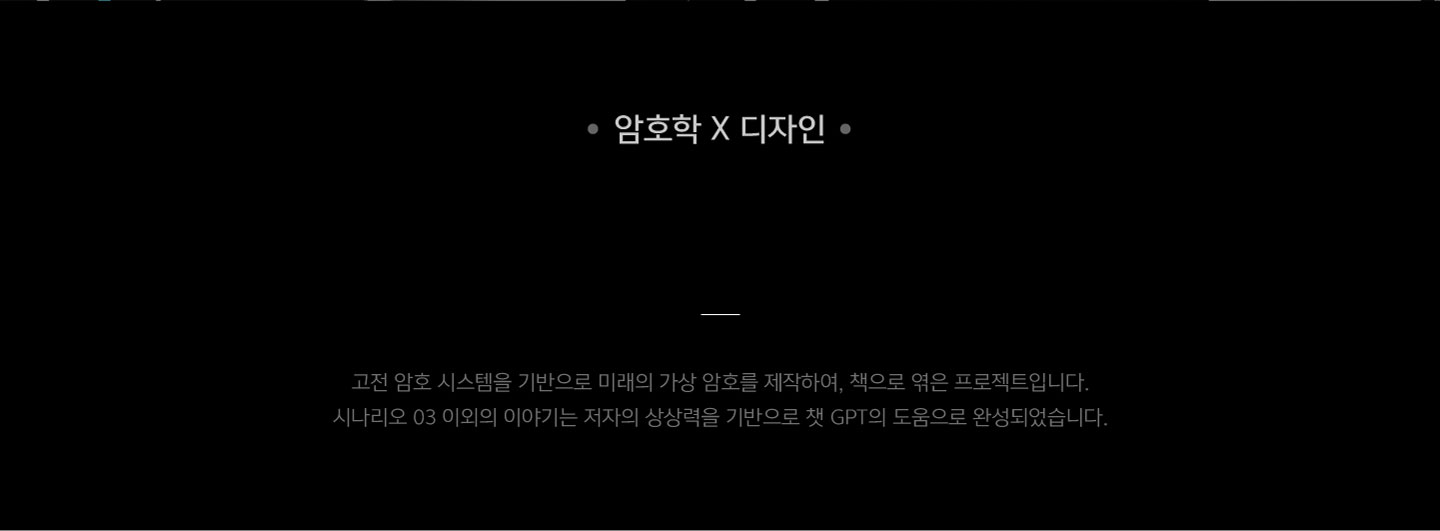 • 암호학 X 디자인 •
고전 암호 시스템을 기반으로 미래의 가상 암호를 제작하여, 책으로 엮은 프로젝트입니다.
시나리오 03 이외의 이야기는 저자의 상상력을 기반으로 챗 GPT의 도움으로 완성되었습니다.